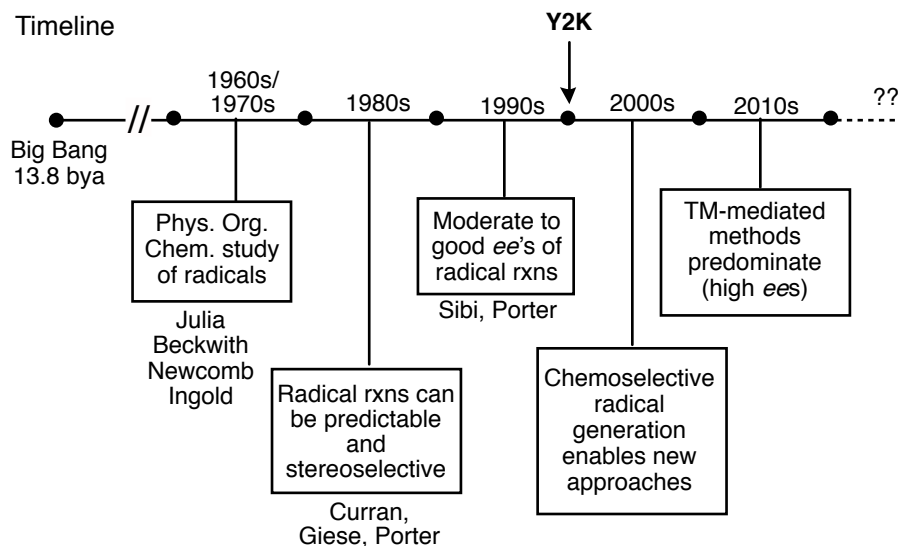 Timeline
Y2K
1960s/
1970s
1980s
1990s
2000s
2010s
??
Big Bang
13.8 bya
Phys. Org.
Chem. study
of radicals
Julia
Beckwith
Newcomb
Ingold
Radical rxns can
be predictable
and
stereoselective
Curran,
Giese, Porter
Moderate to
good ee's of
radical rxns
Sibi, Porter
Chemoselective
radical
generation
enables new
approaches
TM-mediated
methods
predominate
(high ees)